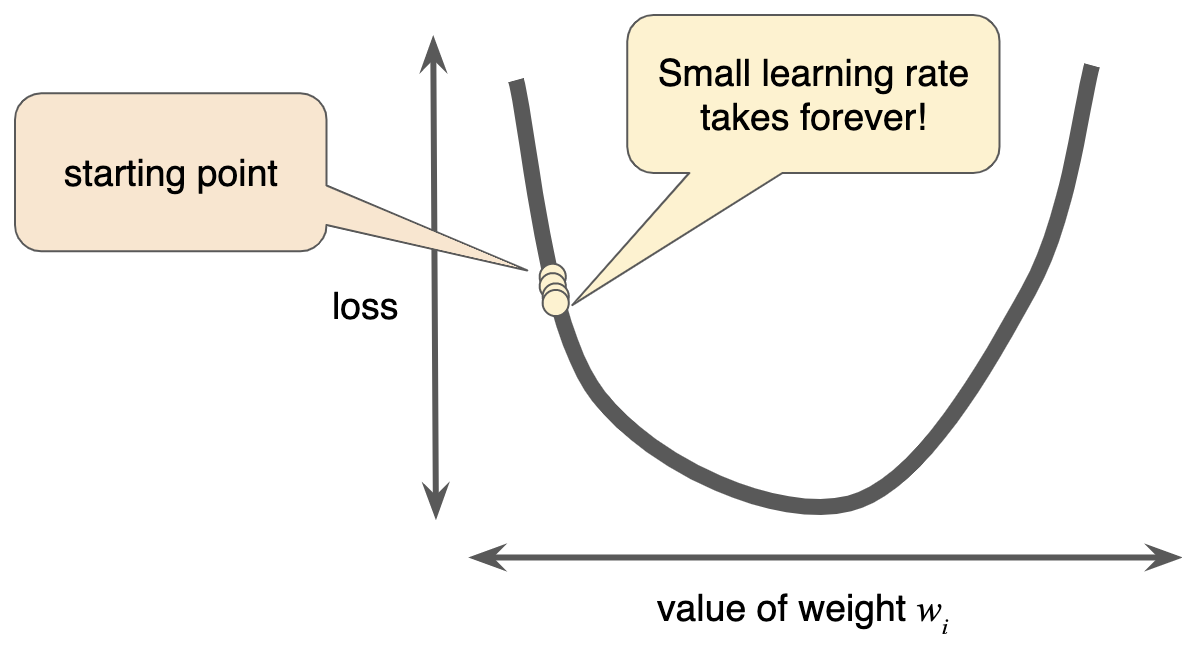 Small learning rate
takes forever!
starting point
loss
value of weight wᵢ